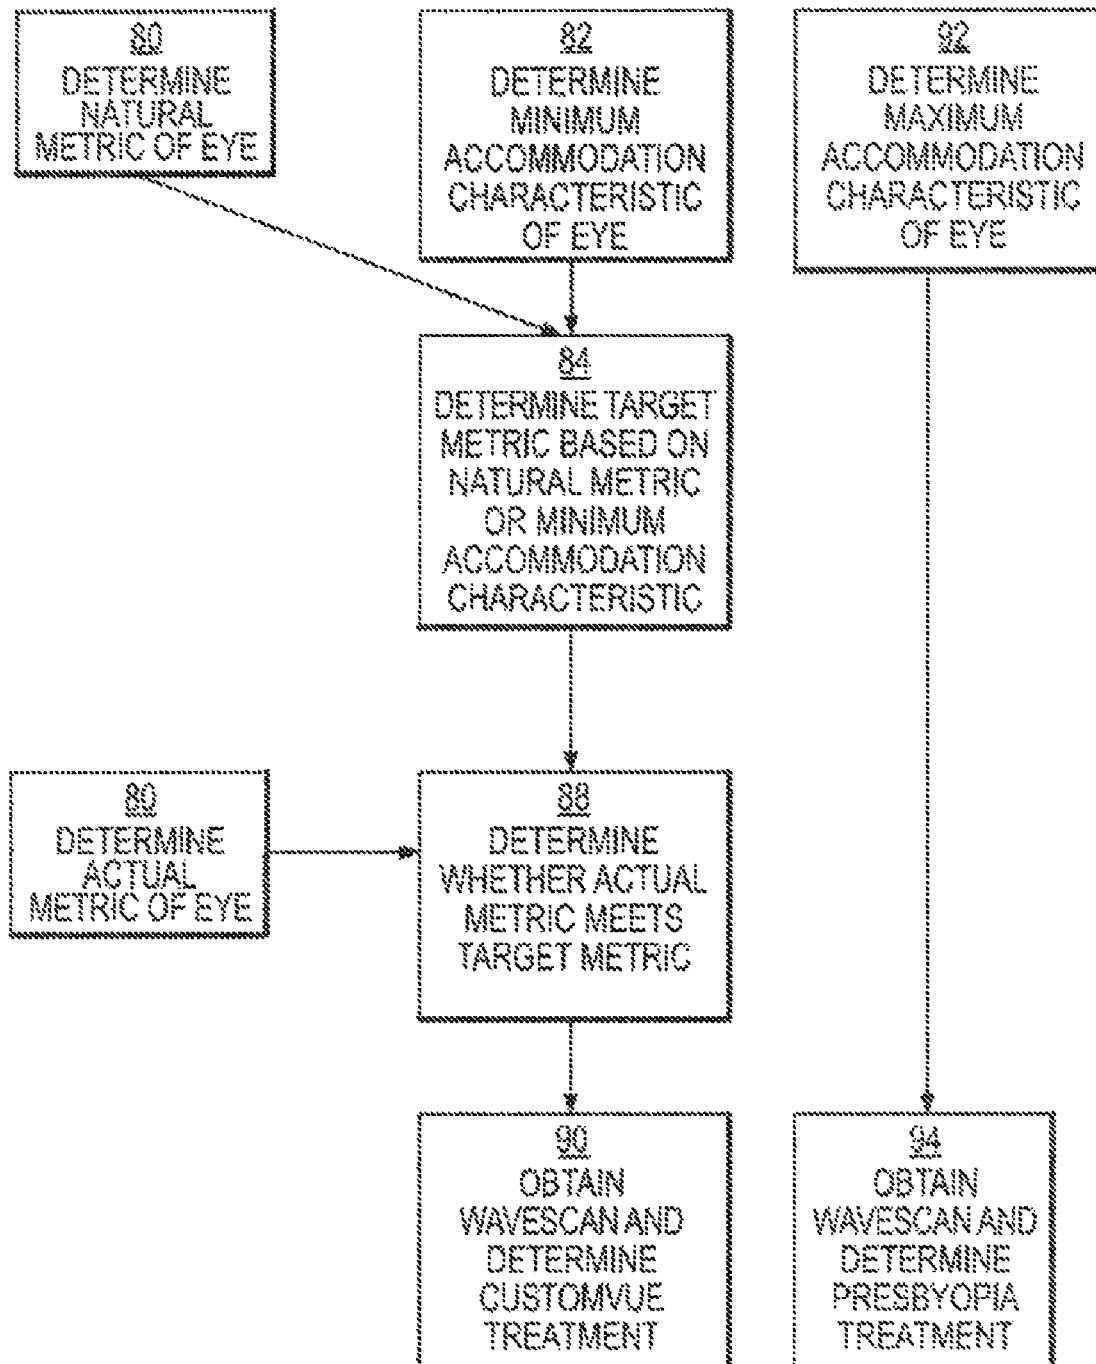 80
DETERMINE
NATURAL
METRIC OF EYE
82
DETERMINE
MINIMUM
ACCOMMODATION
CHARACTERISTIC
OF EYE
92
DETERMINE
MAXIMUM
ACCOMMODATION
CHARACTERISTIC
OF EYE
84
DETERMINE TARGET
METRIC BASED ON
NATURAL METRIC
OR MINIMUM
ACCOMMODATION
CHARACTERISTIC
80
DETERMINE
ACTUAL
METRIC OF EYE
88
DETERMINE
WHETHER ACTUAL
METRIC MEETS
TARGET METRIC
90
OBTAIN
WAVESCAN AND
DETERMINE
CUSTOMVUE
TREATMENT
94
OBTAIN
WAVESCAN AND
DETERMINE
PRESBYOPIA
TREATMENT